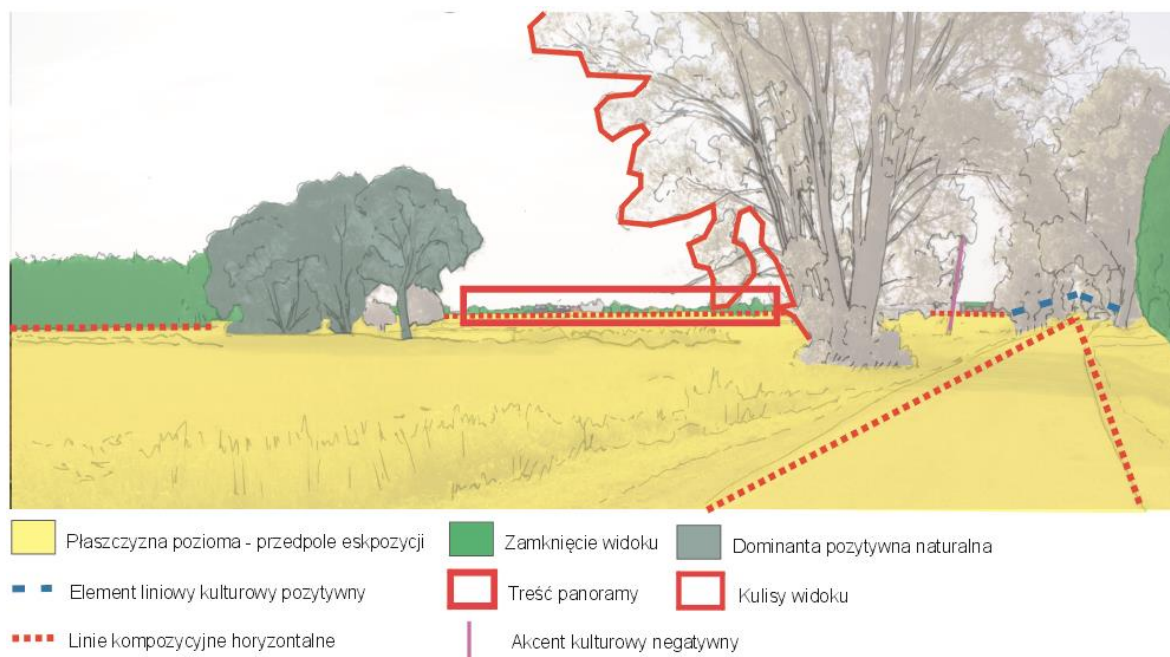 Płaszczyzna pozioma - przedpole eskpozycji
Zamknięcie widoku
Dominanta pozytywna naturalna
Element liniowy kulturowy pozytywny
Treść panoramy
Kulisy widoku
Linie kompozycyjne horyzontalne
Akcent kulturowy negatywny